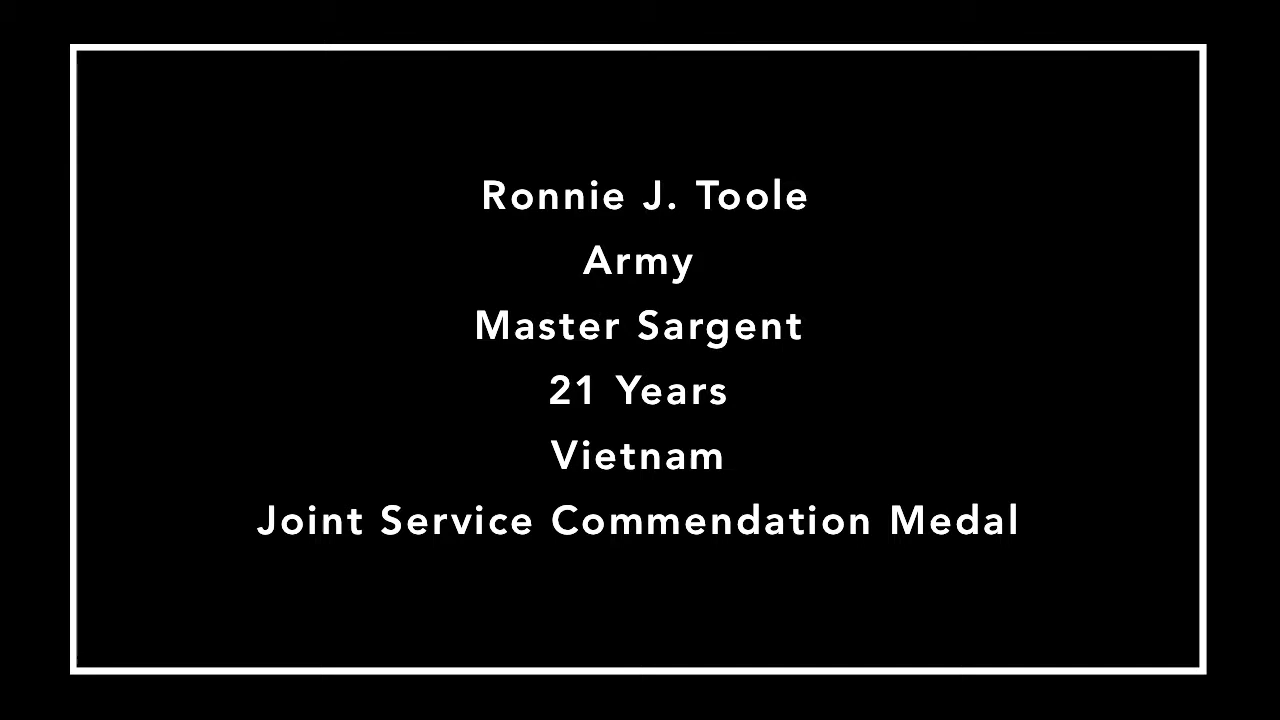 Ronnie J. Toole
Army
Master Sargent
21 Years
Vietnam
Joint Service Commendation Medal